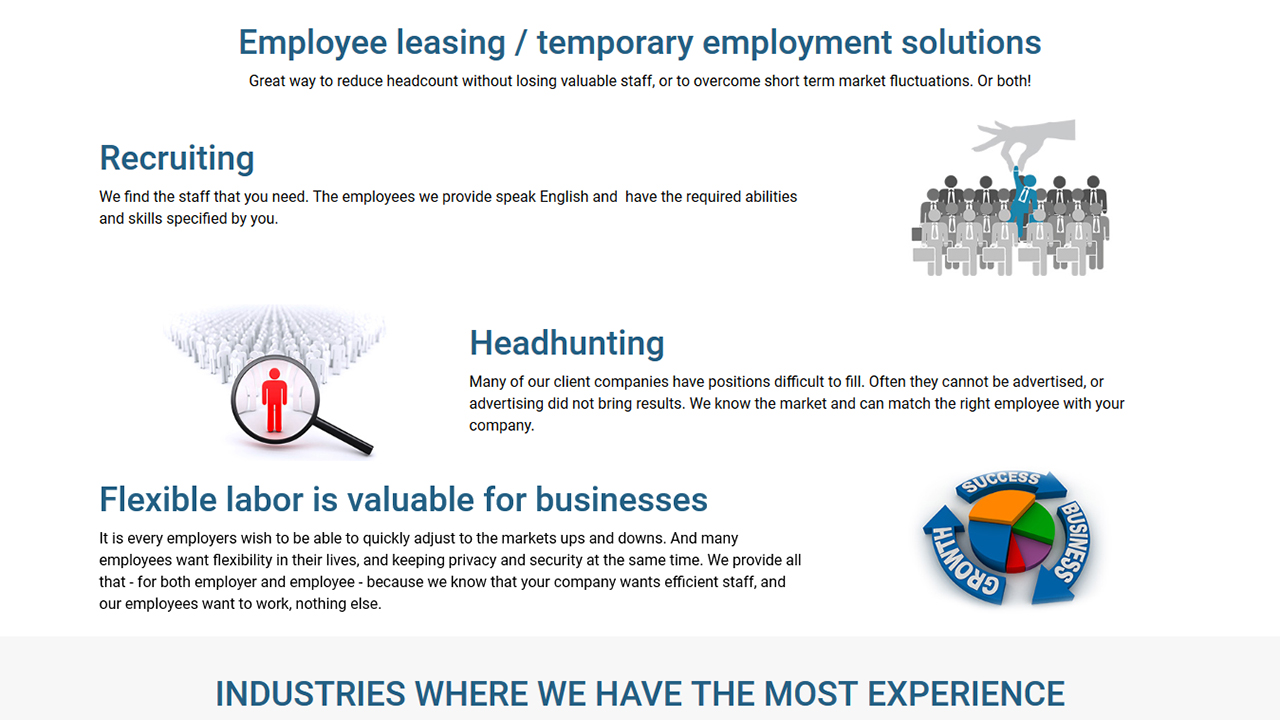 Employee leasing / temporary employment solutions
Great way to reduce headcount without losing valuable staff, or to overcome short term market fluctuations. Or both!
Recruiting
We find the staff that you need. The employees we provide speak English and  have the required abilities
and skills specified by you.
Headhunting
Many of our client companies have positions difficult to fill. Often they cannot be advertised, or
advertising did not bring results. We know the market and can match the right employee with your
company.
Flexible labor is valuable for businesses
It is every employers wish to be able to quickly adjust to the markets ups and downs. And many
employees want flexibility in their lives, and keeping privacy and security at the same time. We provide all
that - for both employer and employee - because we know that your company wants efficient staff, and
our employees want to work, nothing else.
SUCCESS
BUSINESS
GROWTH
INDUSTRIES WHERE WE HAVE THE MOST EXPERIENCE